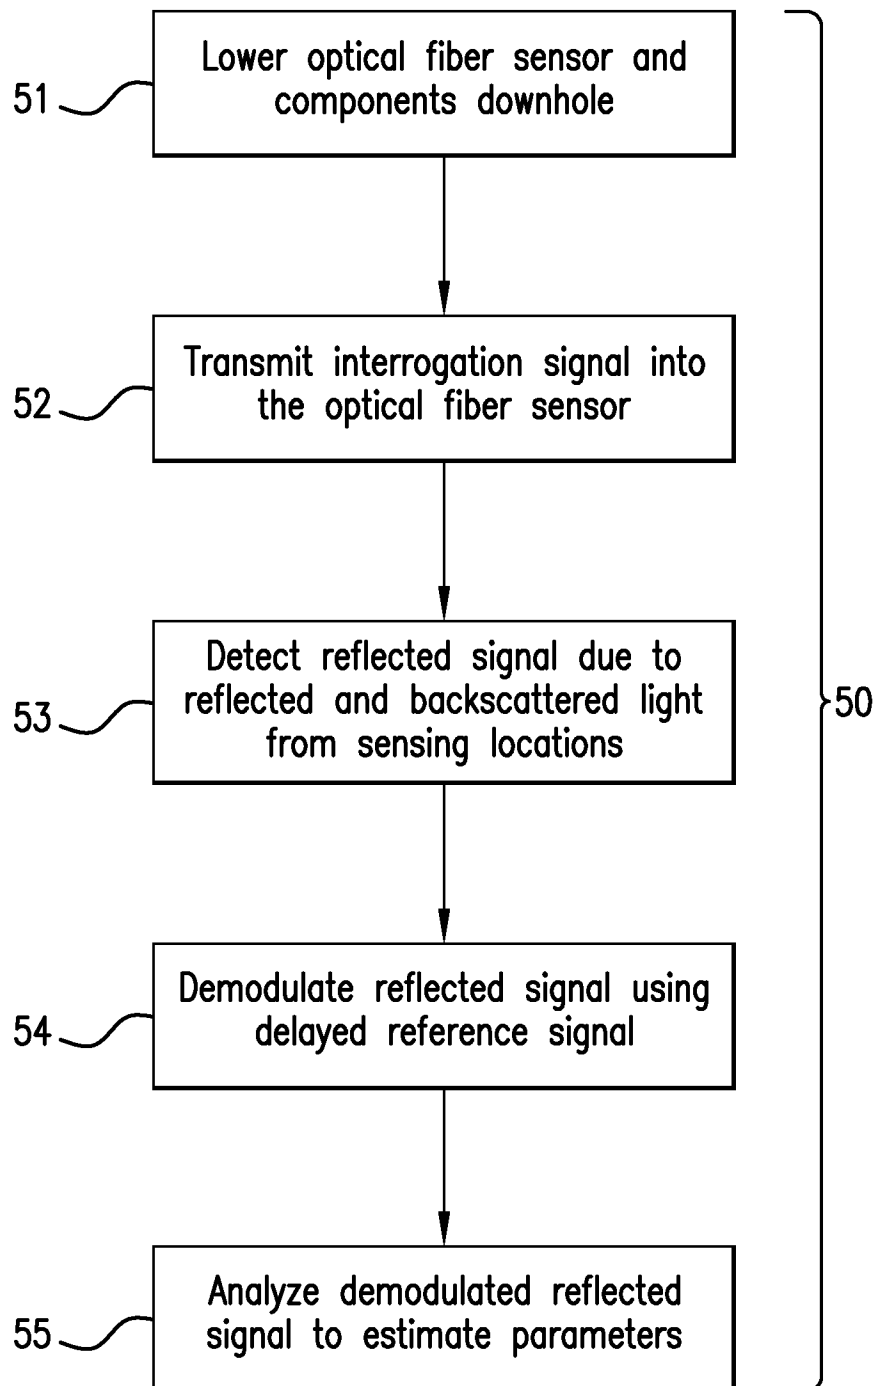 51
Lower optical fiber sensor and
components downhole
52
Transmit interrogation signal into
the optical fiber sensor
53
Detect reflected signal due to
reflected and backscattered light
from sensing locations
50
54
Demodulate reflected signal using
delayed reference signal
55
Analyze demodulated reflected
signal to estimate parameters